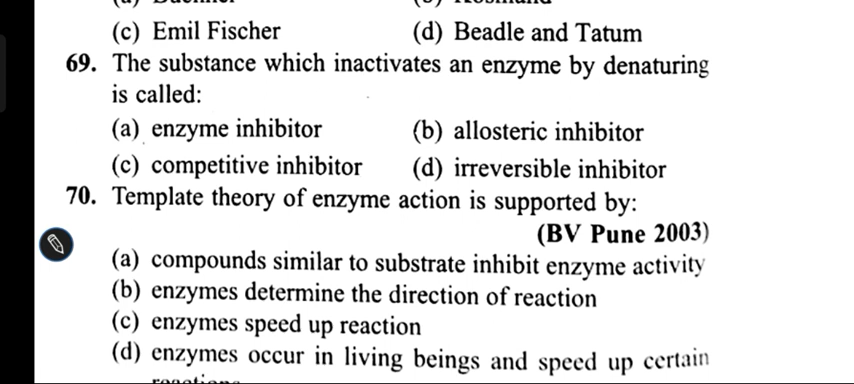 (c) Emil Fischer (d) Beadle and Tatum
69. The substance which inactivates an enzyme by denaturing
is called:
(a) enzyme inhibitor (b) allosteric inhibitor
(c) competitive inhibitor (d) irreversible inhibitor
70. Template theory of enzyme action is supported by:
(BV Pune 2003)
(a) compounds similar to substrate inhibit enzyme activity
(b) enzymes determine the direction of reaction
(c) enzymes speed up reaction
(d) enzymes occur in living beings and speed up certain